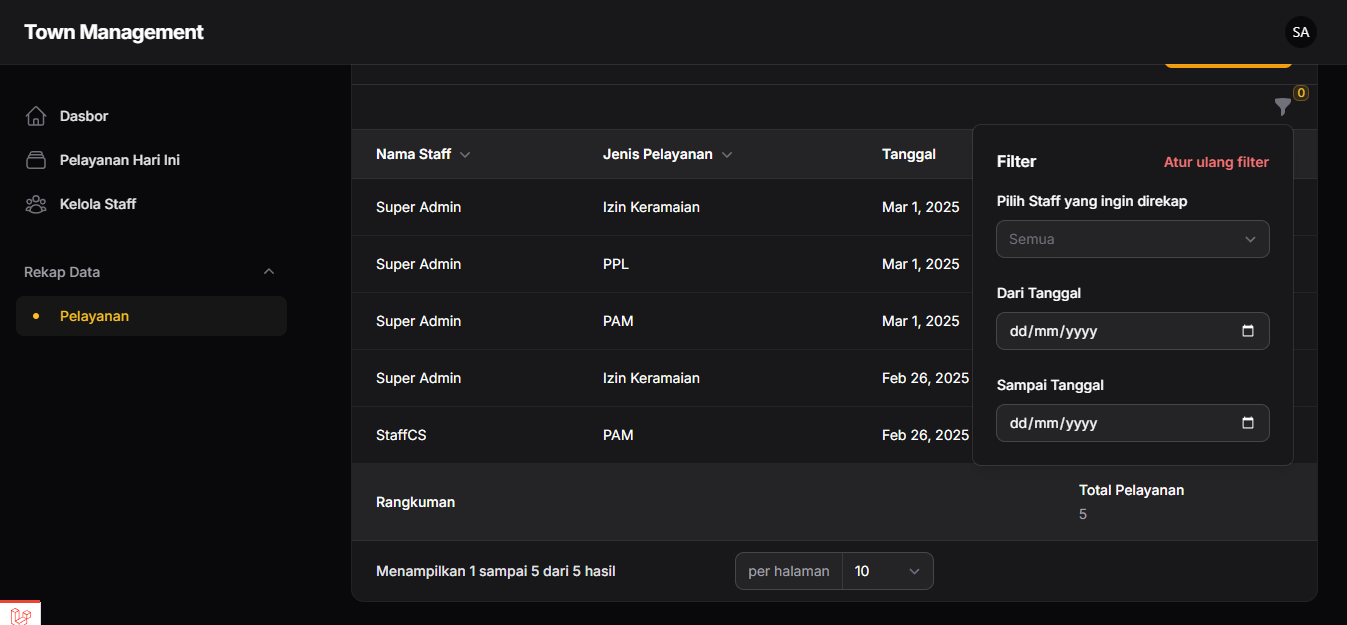 Town Management
SA
Dasbor
Pelayanan Hari Ini
Kelola Staff
Rekap Data
Pelayanan
0
Nama Staff
Jenis Pelayanan
Tanggal
Super Admin
Izin Keramaian
Mar 1, 2025
Super Admin
PPL
Mar 1, 2025
Super Admin
PAM
Mar 1, 2025
Super Admin
Izin Keramaian
Feb 26, 2025
StaffCS
PAM
Feb 26, 2025
Filter
Atur ulang filter
Pilih Staff yang ingin direkap
Semua
Dari Tanggal
dd/mm/yyyy
Sampai Tanggal
dd/mm/yyyy
Rangkuman
Total Pelayanan
5
Menampilkan 1 sampai 5 dari 5 hasil
per halaman
10